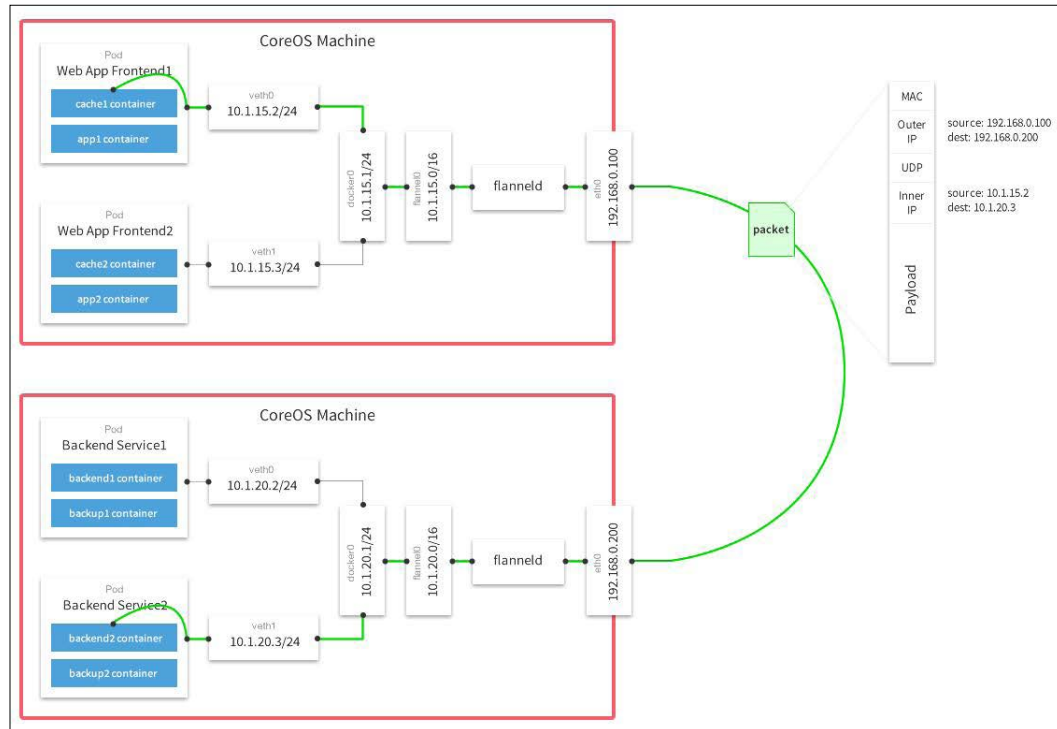 CoreOS Machine
Pod
Web App Frontend1
cache1 container
app1 container
veth0
10.1.15.2/24
Pod
Web App Frontend2
cache2 container
app2 container
veth1
10.1.15.3/24
docker0
10.1.15.1/24
flannel0
10.1.15.0/16
flanneld
eth0
192.168.0.100
packet
MAC
Outer
IP
source: 192.168.0.100
dest: 192.168.0.200
UDP
Inner
IP
source: 10.1.15.2
dest: 10.1.20.3
Payload
CoreOS Machine
Pod
Backend Service1
backend1 container
backup1 container
veth0
10.1.20.2/24
Pod
Backend Service2
backend2 container
backup2 container
veth1
10.1.20.3/24
docker0
10.1.20.1/24
flannel0
10.1.20.0/16
flanneld
eth0
192.168.0.200